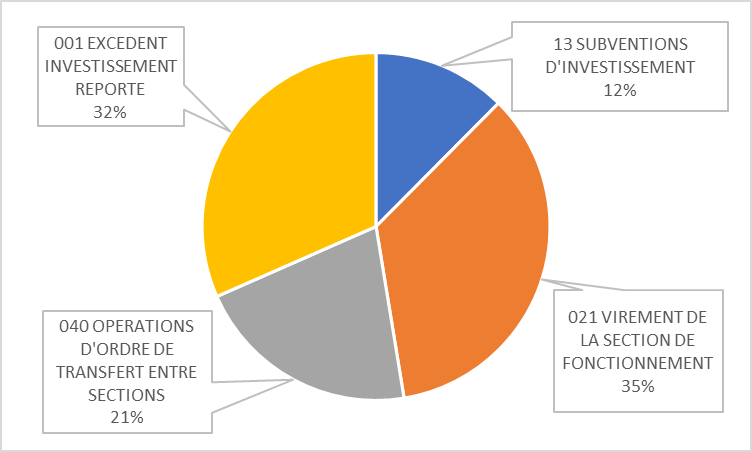 001 EXCEDENT
INVESTISSEMENT
REPORTE
32%
13 SUBVENTIONS
D'INVESTISSEMENT
12%
040 OPERATIONS
D'ORDRE DE
TRANSFERT ENTRE
SECTIONS
21%
021 VIREMENT DE
LA SECTION DE
FONCTIONNEMENT
35%